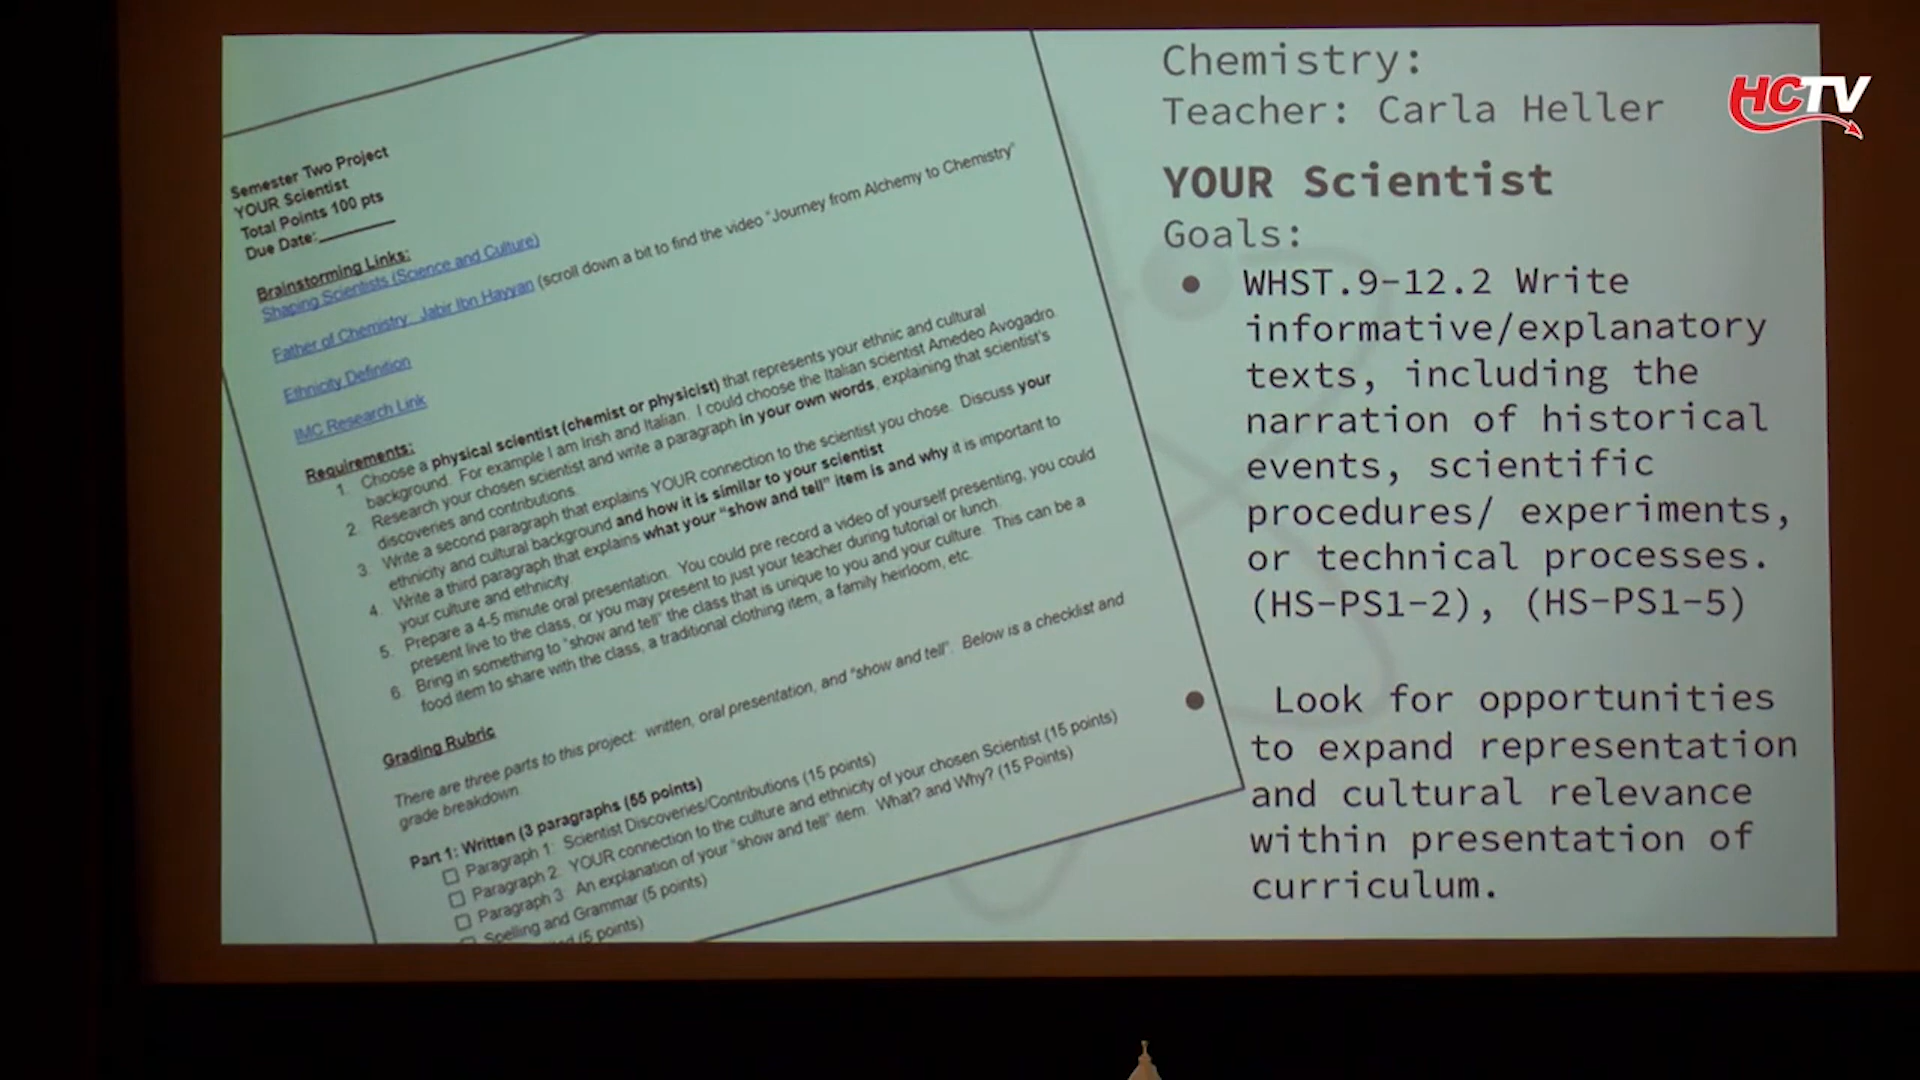 Semester Two Project
YOUR Scientist
Total Points 100 pts
Due Date:________
Brainstorming Links:
Shaping Scientists (Science and Culture)
Father of Chemistry: Jabir Ibn Hayyan (scroll down a bit to find the video "Journey from Alchemy to Chemistry"
Ethnicity Definition
IMC Research Link
Requirements:
1. Choose a physical scientist (chemist or physicist) that represents your ethnic and cultural
background. For example I am Irish and Italian. I could choose the Italian scientist Amedeo Avogadro.
2. Research your chosen scientist and write a paragraph in your own words, explaining that scientist's
discoveries and contributions.
3. Write a second paragraph that explains YOUR connection to the scientist you chose. Discuss your
ethnicity and cultural background and how it is similar to your scientist
4. Write a third paragraph that explains what your "show and tell" item is and why it is important to
your culture and ethnicity.
5. Prepare a 4-5 minute oral presentation. You could pre record a video of yourself presenting, you could
present live to the class, or you may present to just your teacher during tutorial or lunch.
6. Bring in something to "show and tell" the class that is unique to you and your culture. This can be a
food item to share with the class, a traditional clothing item, a family heirloom, etc.
Grading Rubric
There are three parts to this project: written, oral presentation, and "show and tell". Below is a checklist and
grade breakdown.
Part 1: Written (3 paragraphs (55 points)
Paragraph 1: Scientist Discoveries/Contributions (15 points)
Paragraph 2: YOUR connection to the culture and ethnicity of your chosen Scientist (15 points)
Paragraph 3: An explanation of your "show and tell" item. What? and Why? (15 Points)
Spelling and Grammar (5 points)
(5 points)
Chemistry:
Teacher: Carla Heller
YOUR Scientist
Goals:
• WHST.9-12.2 Write
informative/explanatory
texts, including the
narration of historical
events, scientific
procedures/ experiments,
or technical processes.
(HS-PS1-2), (HS-PS1-5)
• Look for opportunities
to expand representation
and cultural relevance
within presentation of
curriculum.
HCTV